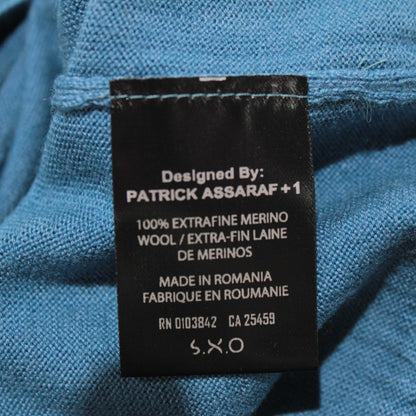 Designed By:
PATRICK ASSARAF+1
100% EXTRAFINE MERINO
WOOL / EXTRA-FIN LAINE
DE MERINOS
MADE IN ROMANIA
FABRIQUE EN ROUMANIE
RN 0103842 CA 25459
S.X.O